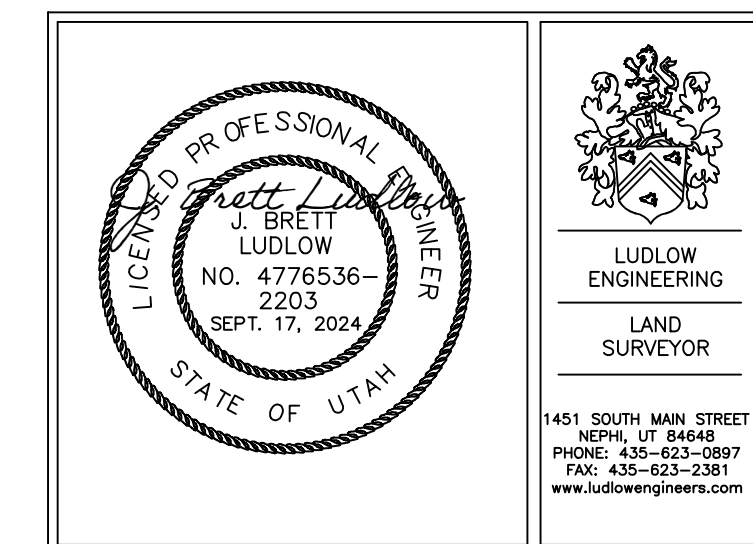 LICENSED PROFESSIONAL ENGINEER
J. Brett Ludlow
J. BRETT
LUDLOW
NO. 4776536-
2203
SEPT. 17, 2024
STATE OF UTAH
LUDLOW
ENGINEERING
LAND
SURVEYOR
1451 SOUTH MAIN STREET
NEPHI, UT 84648
PHONE: 435-623-0897
FAX: 435-623-2381
www.ludlowengineers.com